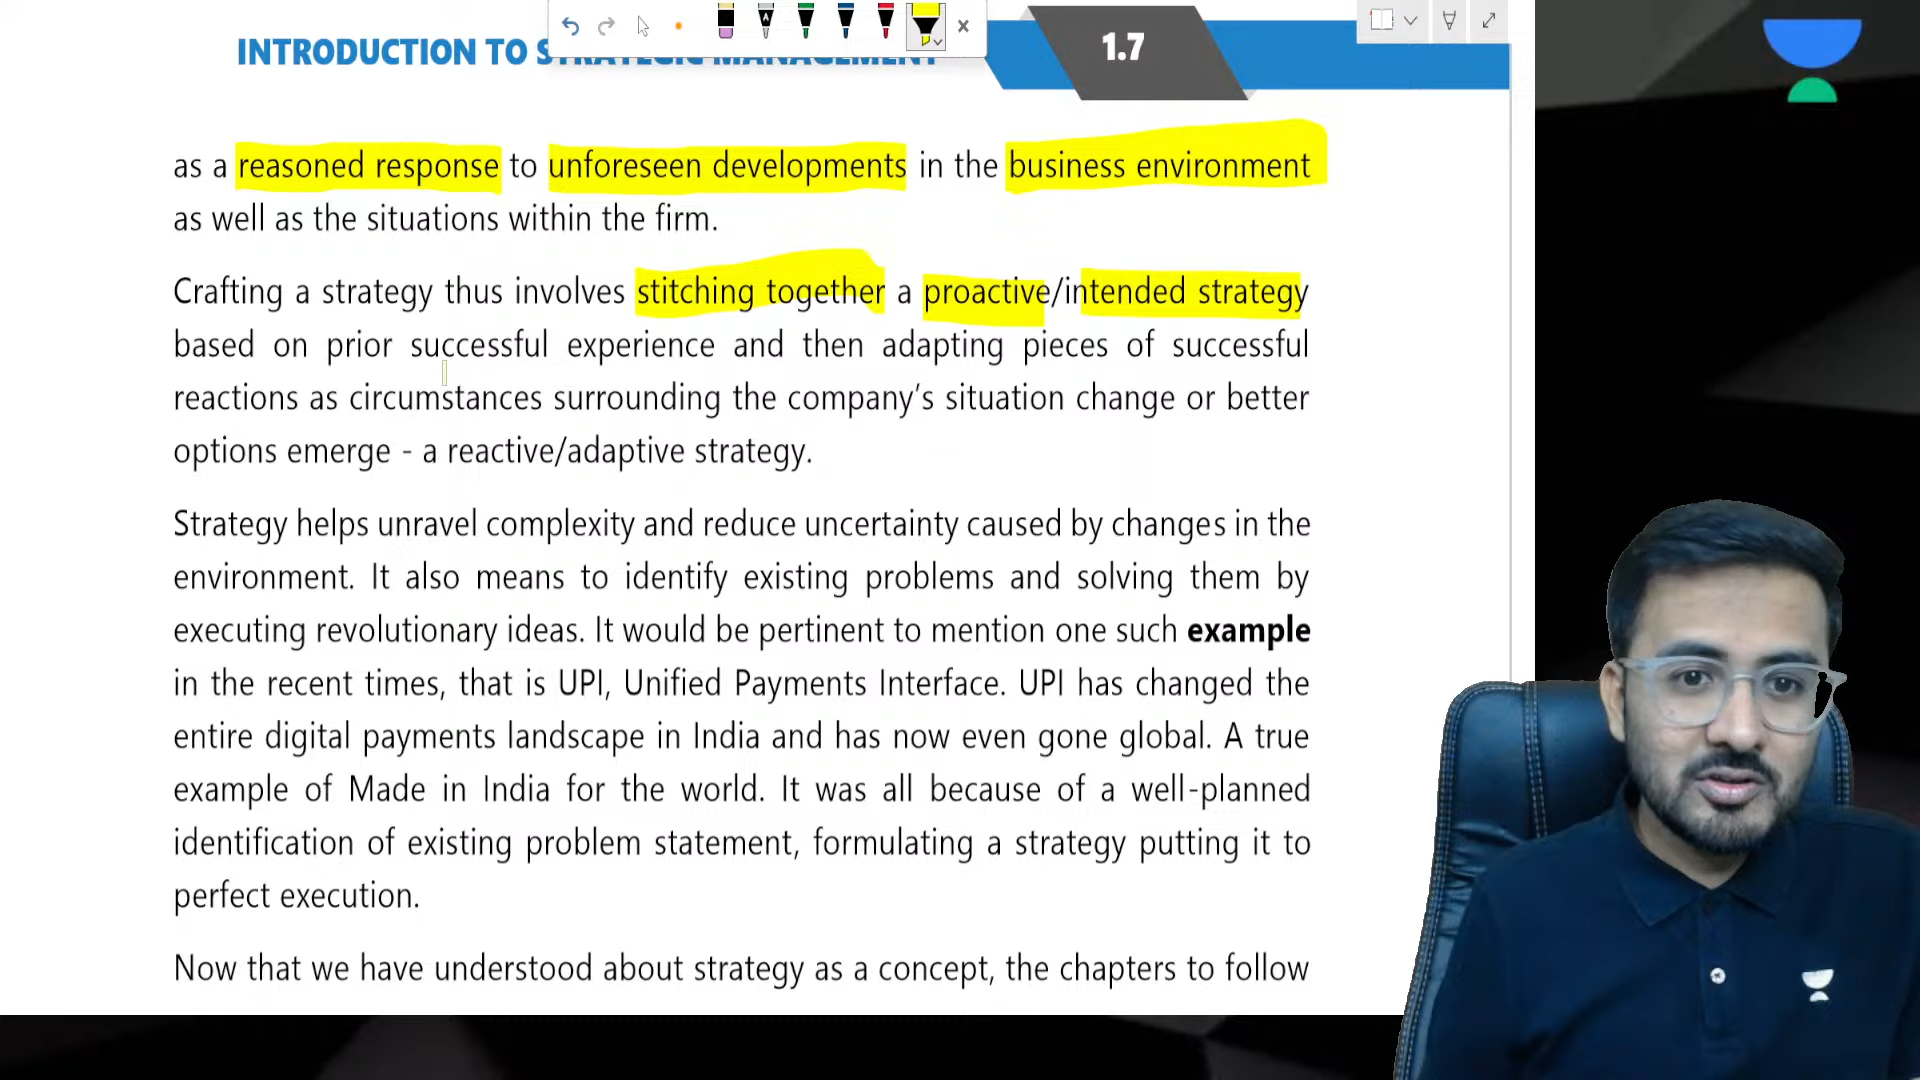 INTRODUCTION TO STRATEGIC MANAGEMENT
1.7
as a reasoned response to unforeseen developments in the business environment
as well as the situations within the firm.
Crafting a strategy thus involves stitching together a proactive/intended strategy
based on prior successful experience and then adapting pieces of successful
reactions as circumstances surrounding the company's situation change or better
options emerge - a reactive/adaptive strategy.
Strategy helps unravel complexity and reduce uncertainty caused by changes in the
environment. It also means to identify existing problems and solving them by
executing revolutionary ideas. It would be pertinent to mention one such example
in the recent times, that is UPI, Unified Payments Interface. UPI has changed the
entire digital payments landscape in India and has now even gone global. A true
example of Made in India for the world. It was all because of a well-planned
identification of existing problem statement, formulating a strategy putting it to
perfect execution.
Now that we have understood about strategy as a concept, the chapters to follow